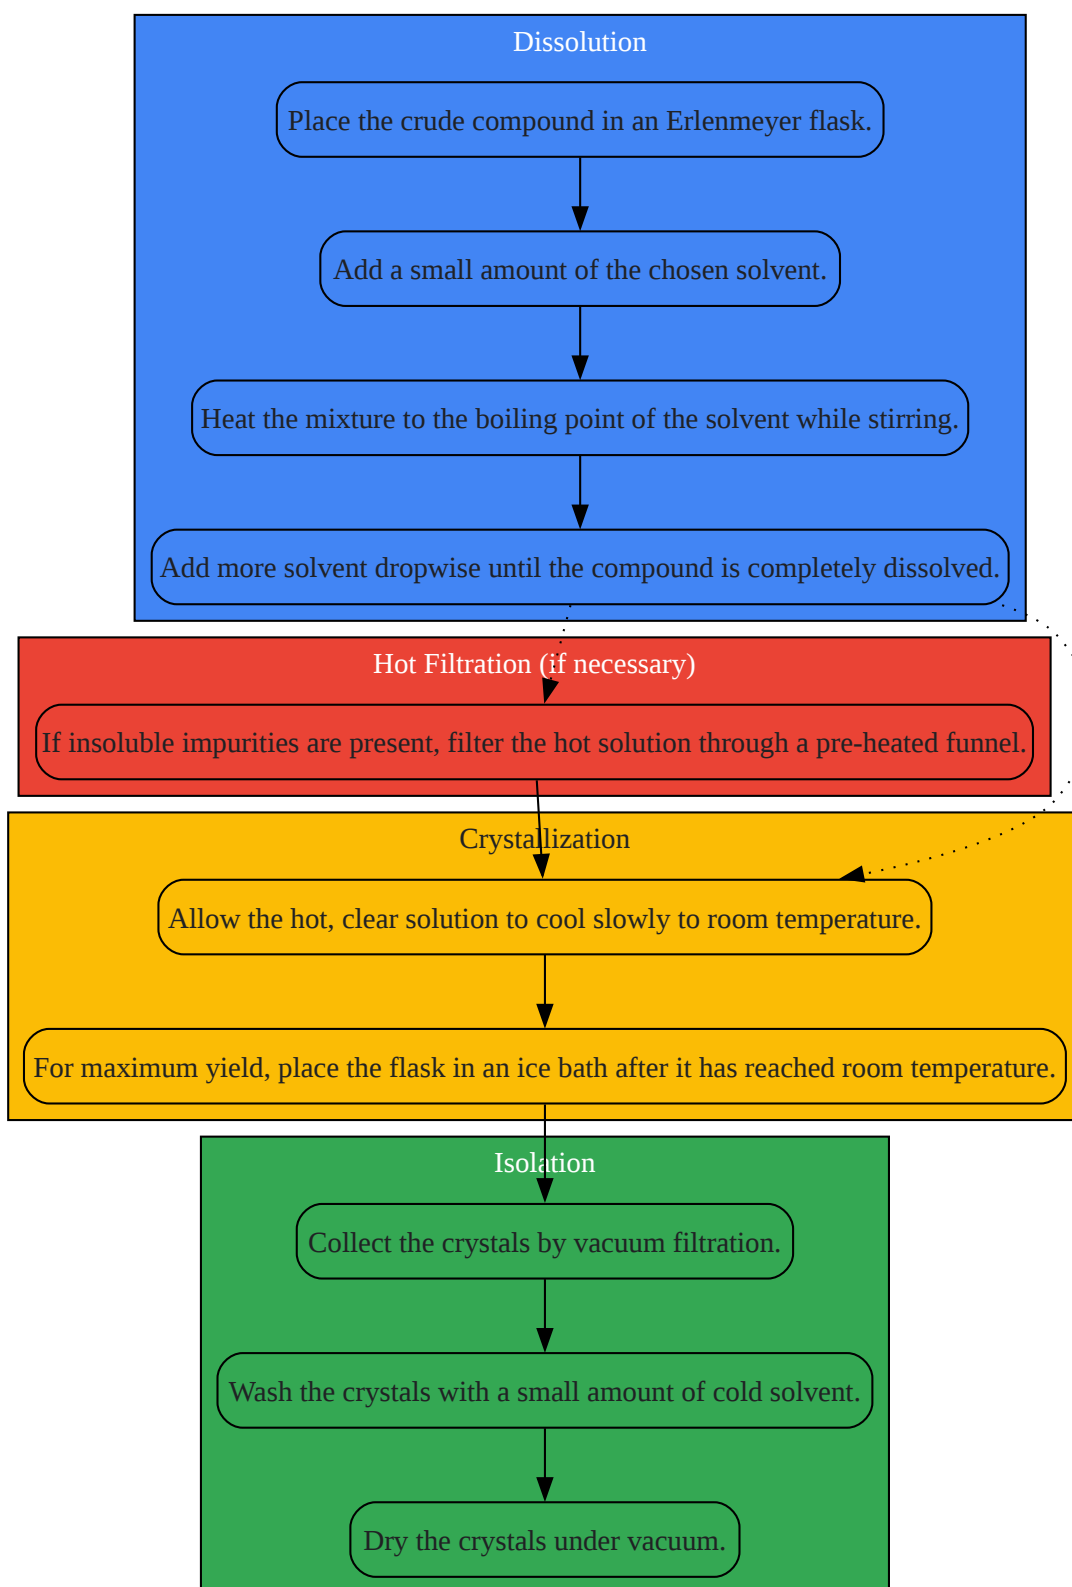 Dissolution
Place the crude compound in an Erlenmeyer flask.
Add a small amount of the chosen solvent.
Heat the mixture to the boiling point of the solvent while stirring.
Add more solvent dropwise until the compound is completely dissolved.
Hot Filtration (if necessary)
If insoluble impurities are present, filter the hot solution through a pre-heated funnel.
Crystallization
Allow the hot, clear solution to cool slowly to room temperature.
For maximum yield, place the flask in an ice bath after it has reached room temperature.
Isolation
Collect the crystals by vacuum filtration.
Wash the crystals with a small amount of cold solvent.
Dry the crystals under vacuum.